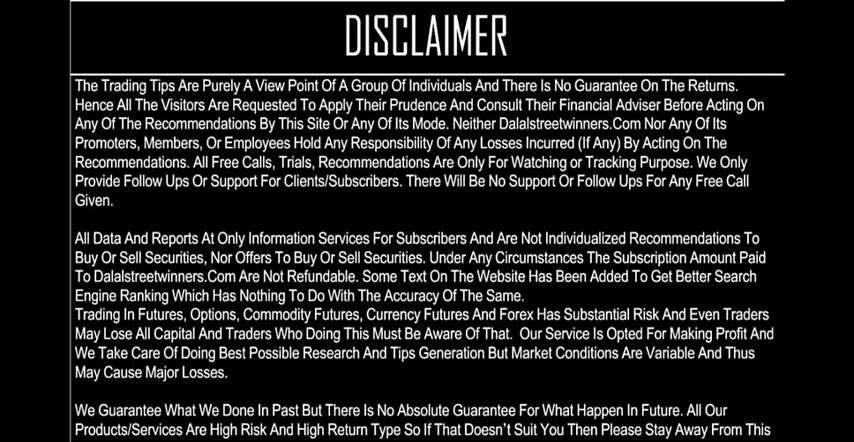 DISCLAIMER
The Trading Tips Are Purely A View Point Of A Group Of Individuals And There Is No Guarantee On The Returns.
Hence All The Visitors Are Requested To Apply Their Prudence And Consult Their Financial Adviser Before Acting On
Any Of The Recommendations By This Site Or Any Of Its Mode. Neither Dalalstreetwinners.Com Nor Any Of Its
Promoters, Members, Or Employees Hold Any Responsibility Of Any Losses Incurred (If Any) By Acting On The
Recommendations. All Free Calls, Trials, Recommendations Are Only For Watching or Tracking Purpose. We Only
Provide Follow Ups Or Support For Clients/Subscribers. There Will Be No Support Or Follow Ups For Any Free Call
Given.
All Data And Reports At Only Information Services For Subscribers And Are Not Individualized Recommendations To
Buy Or Sell Securities, Nor Offers To Buy Or Sell Securities. Under Any Circumstances The Subscription Amount Paid
To Dalalstreetwinners.Com Are Not Refundable. Some Text On The Website Has Been Added To Get Better Search
Engine Ranking Which Has Nothing To Do With The Accuracy Of The Same.
Trading In Futures, Options, Commodity Futures, Currency Futures And Forex Has Substantial Risk And Even Traders
May Lose All Capital And Traders Who Doing This Must Be Aware Of That. Our Service Is Opted For Making Profit And
We Take Care Of Doing Best Possible Research And Tips Generation But Market Conditions Are Variable And Thus
May Cause Major Losses.
We Guarantee What We Done In Past But There Is No Absolute Guarantee For What Happen In Future. All Our
Products/Services Are High Risk And High Return Type So If That Doesn't Suit You Then Please Stay Away From This